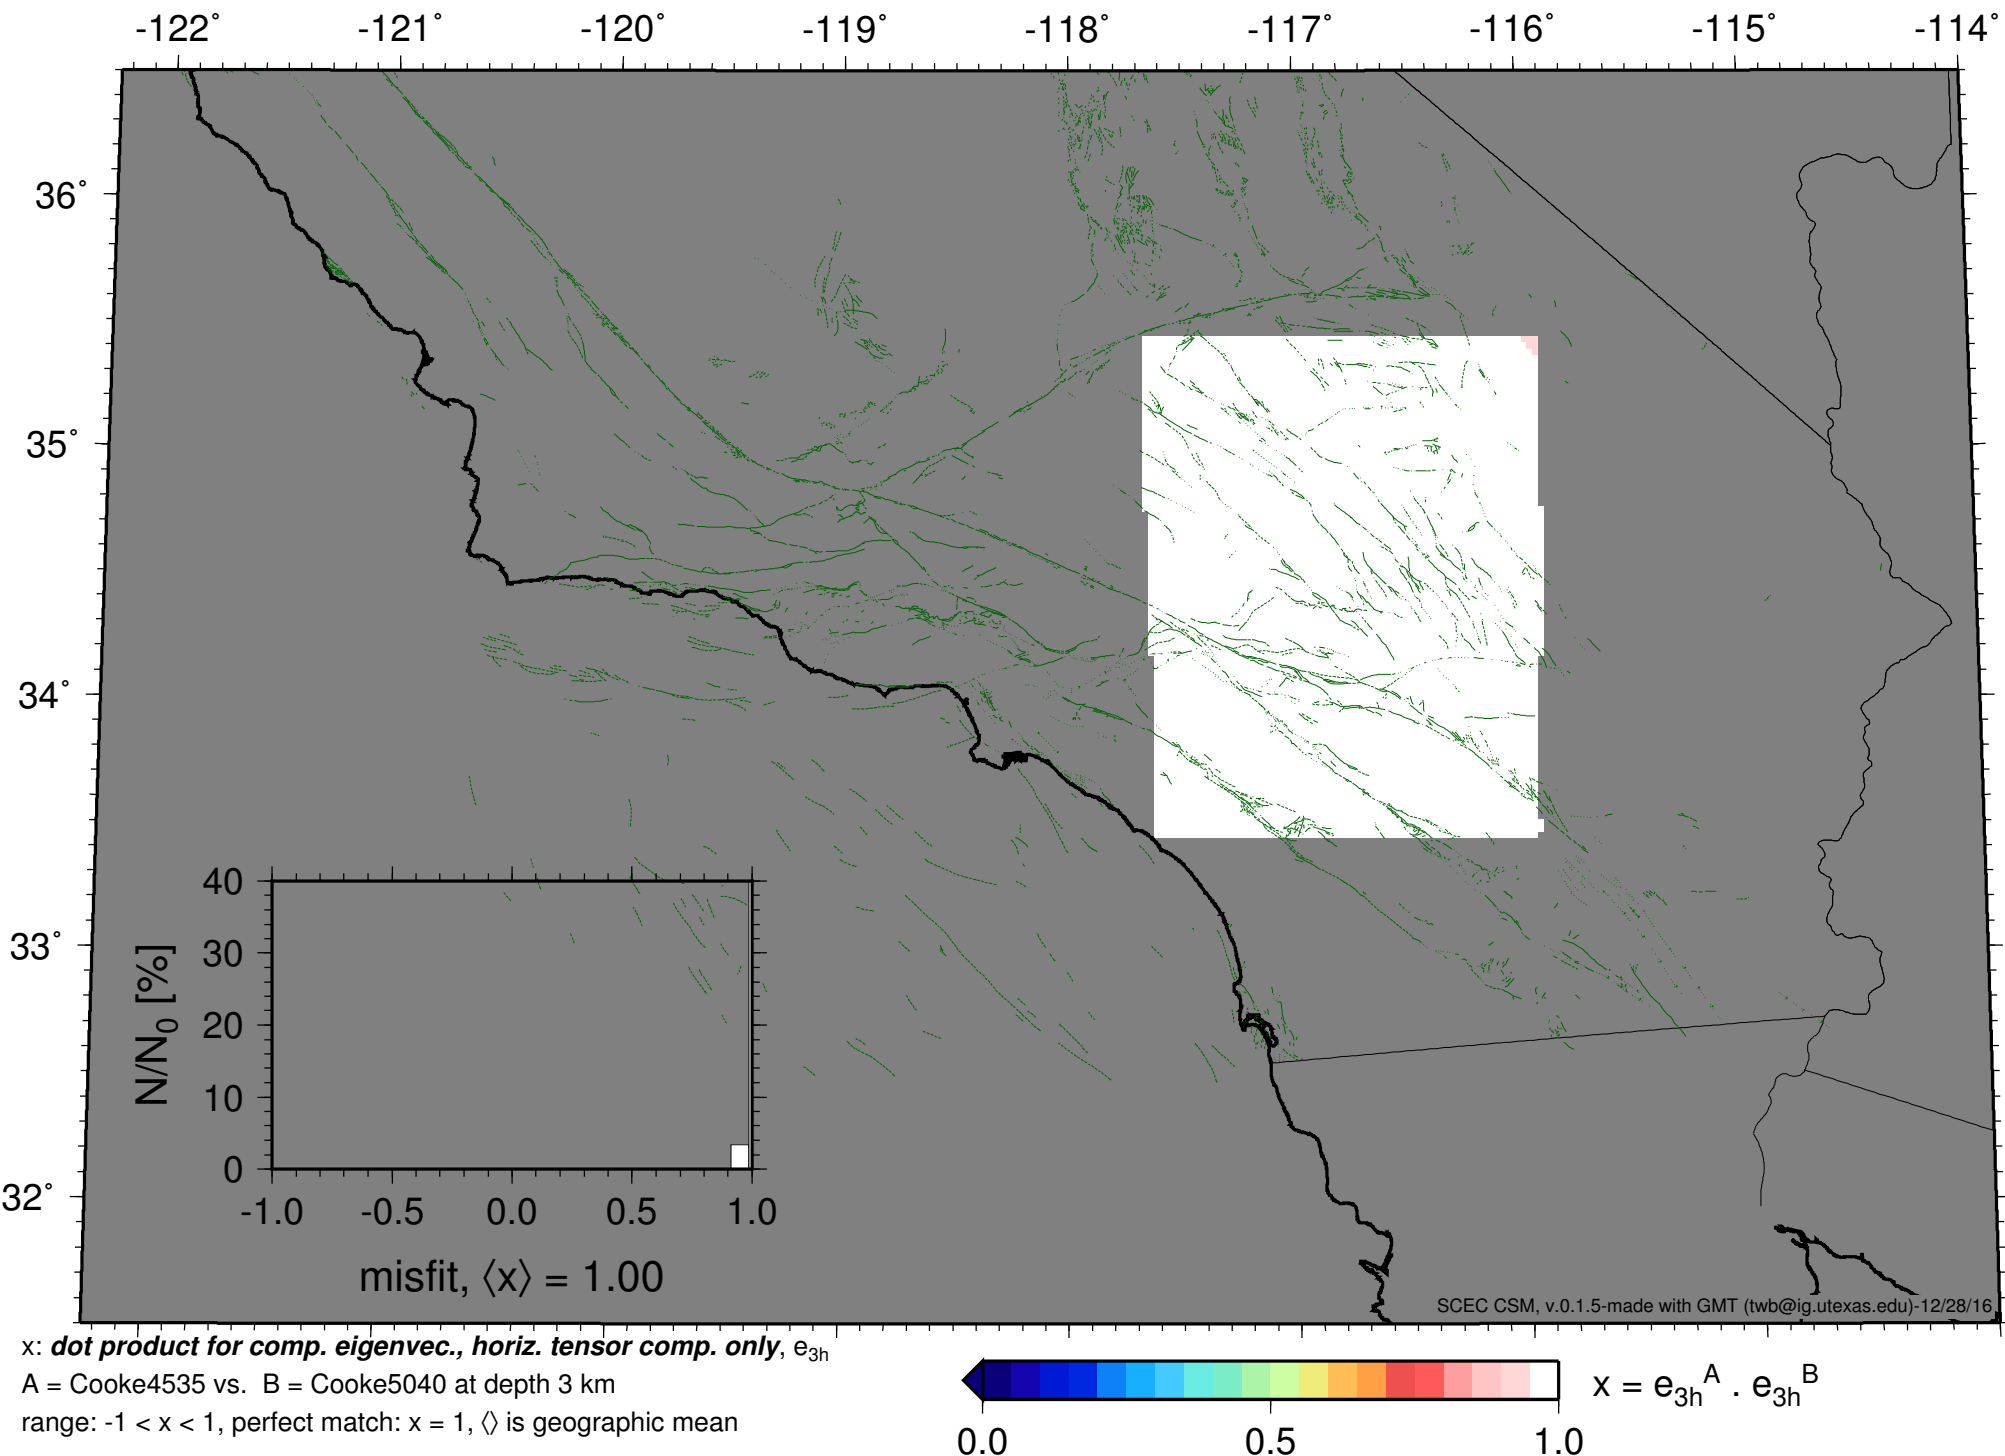 -122° -121° -120° -119° -118° -117° -116° -115° -114°
36°
35°
34°
33°
32°
40
30
20
10
0
N/N0 [%]
-1.0 -0.5 0.0 0.5 1.0
misfit, ⟨x⟩ = 1.00
SCEC CSM, v.0.1.5-made with GMT (twb@ig.utexas.edu)-12/28/16
x: dot product for comp. eigenvec., horiz. tensor comp. only, e3h
A = Cooke4535 vs. B = Cooke5040 at depth 3 km
range: -1 < x < 1, perfect match: x = 1, ⟨⟩ is geographic mean
x = e3hA . e3hB
0.0 0.5 1.0